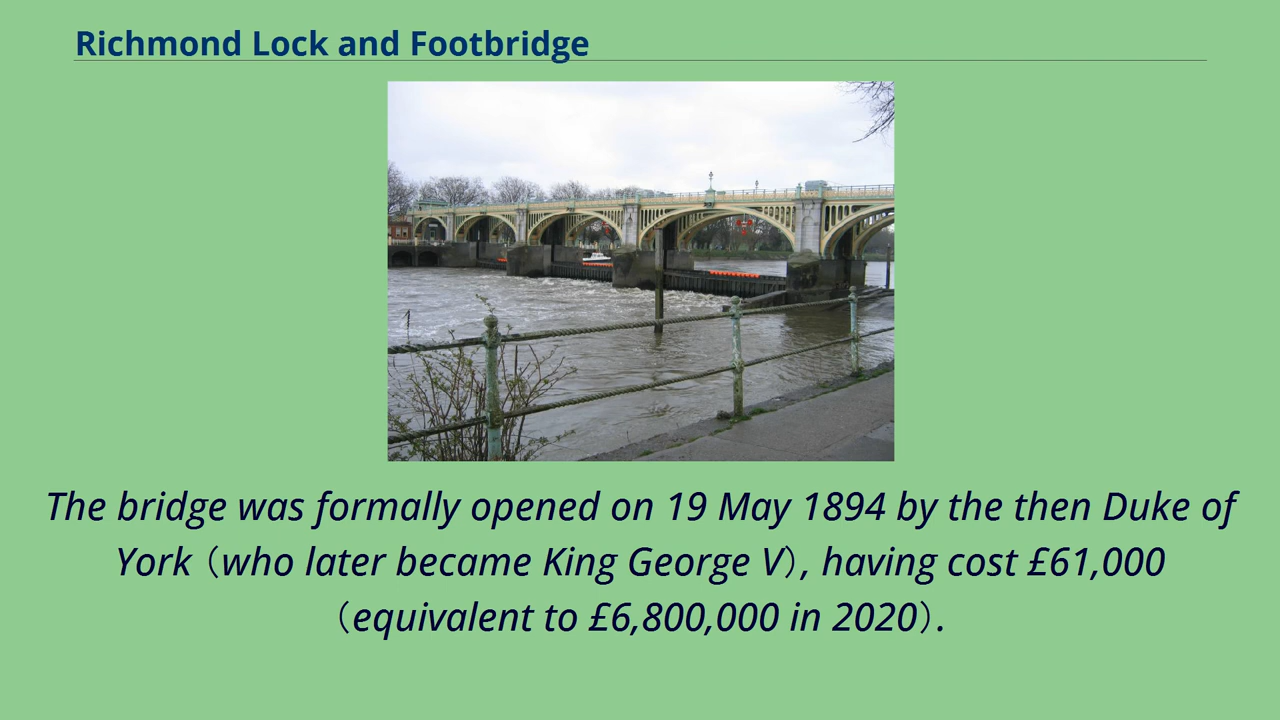 Richmond Lock and Footbridge
The bridge was formally opened on 19 May 1894 by the then Duke of
York（who later became King George V）, having cost £61,000
（equivalent to £6,800,000 in 2020）.